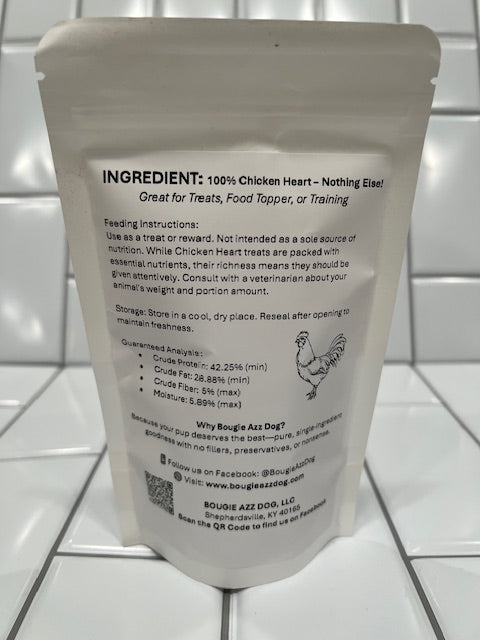 INGREDIENT: 100% Chicken Heart – Nothing Else!
Great for Treats, Food Topper, or Training
Feeding Instructions:
Use as a treat or reward. Not intended as a sole source of
nutrition. While Chicken Heart treats are packed with
essential nutrients, their richness means they should be
given attentively. Consult with a veterinarian about your
animal's weight and portion amount.
Storage: Store in a cool, dry place. Reseal after opening to
maintain freshness.
Guaranteed Analysis:
• Crude Protein: 42.25% (min)
• Crude Fat: 28.88% (min)
• Crude Fiber: 5% (max)
• Moisture: 5.89% (max)
Why Bougie Azz Dog?
Because your pup deserves the best—pure, single-ingredient
goodness with no fillers, preservatives, or nonsense.
Follow us on Facebook: @BougieAzzDog
Visit: www.bougieazzdog.com
BOUGIE AZZ DOG, LLC
Shepherdsville, KY 40165
Scan the QR Code to find us on Facebook